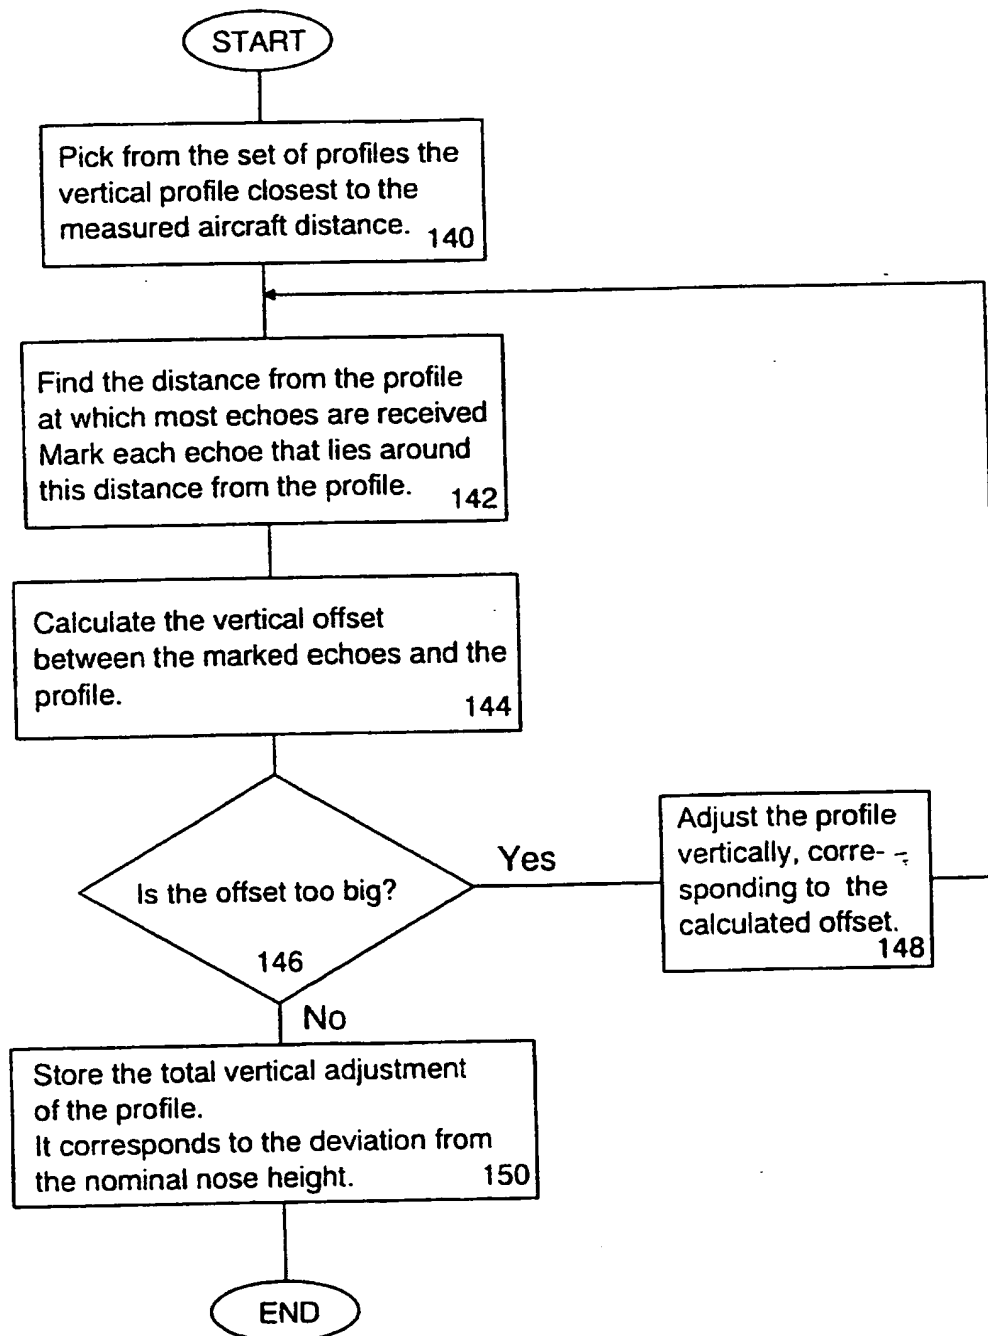 START
Pick from the set of profiles the
vertical profile closest to the
measured aircraft distance.
140
Find the distance from the profile
at which most echoes are received
Mark each echoe that lies around
this distance from the profile.
142
Calculate the vertical offset
between the marked echoes and the
profile.
144
Is the offset too big?
146
Yes
Adjust the profile
vertically, corre-
sponding to the
calculated offset.
148
No
Store the total vertical adjustment
of the profile.
It corresponds to the deviation from
the nominal nose height.
150
END